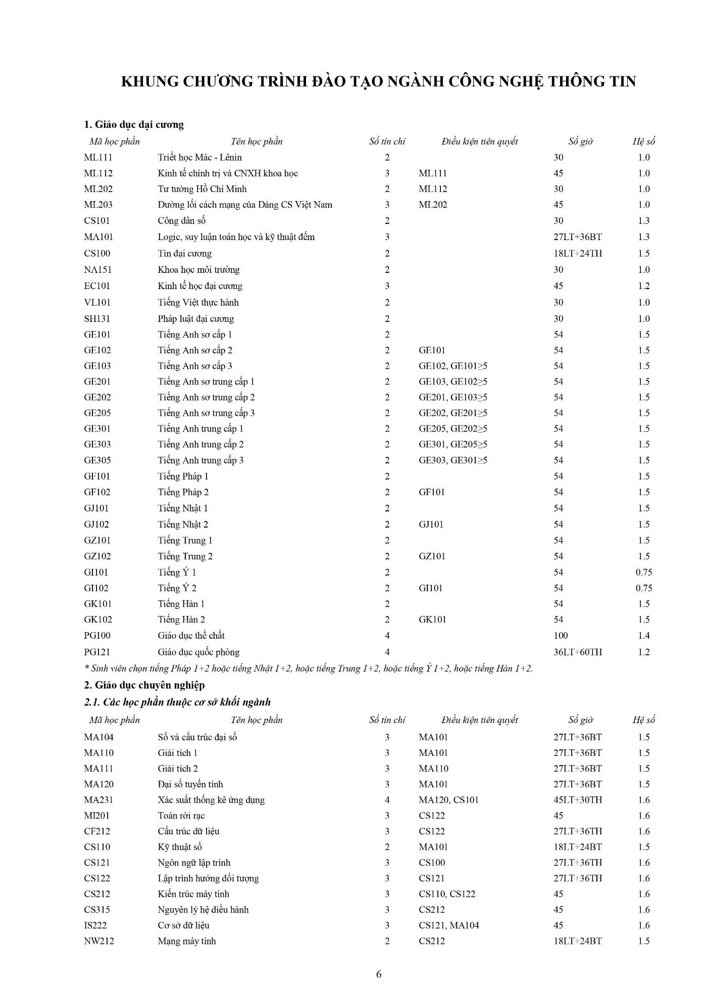 KHUNG CHƯƠNG TRÌNH ĐÀO TẠO NGÀNH CÔNG NGHỆ THÔNG TIN
1. Giáo dục đại cương
Mã học phần Tên học phần Số tín chỉ Điều kiện tiên quyết Số giờ Hệ số
ML111 Triết học Mác - Lênin 2 30 1.0
ML112 Kinh tế chính trị và CNXH khoa học 3 ML111 45 1.0
ML202 Tư tưởng Hồ Chí Minh 2 ML112 30 1.0
ML203 Đường lối cách mạng của Đảng CS Việt Nam 3 ML202 45 1.0
CS101 Công dân số 2 30 1.3
MA101 Logic, suy luận toán học và kỹ thuật đếm 3 27LT+36BT 1.3
CS100 Tin đại cương 2 18LT+24TH 1.5
NA151 Khoa học môi trường 2 30 1.0
EC101 Kinh tế học đại cương 3 45 1.2
VL101 Tiếng Việt thực hành 2 30 1.0
SH131 Pháp luật đại cương 2 30 1.0
GE101 Tiếng Anh sơ cấp 1 2 54 1.5
GE102 Tiếng Anh sơ cấp 2 2 GE101 54 1.5
GE103 Tiếng Anh sơ cấp 3 2 GE102, GE101≥5 54 1.5
GE201 Tiếng Anh sơ trung cấp 1 2 GE103, GE102≥5 54 1.5
GE202 Tiếng Anh sơ trung cấp 2 2 GE201, GE103≥5 54 1.5
GE205 Tiếng Anh sơ trung cấp 3 2 GE202, GE201≥5 54 1.5
GE301 Tiếng Anh trung cấp 1 2 GE205, GE202≥5 54 1.5
GE303 Tiếng Anh trung cấp 2 2 GE301, GE205≥5 54 1.5
GE305 Tiếng Anh trung cấp 3 2 GE303, GE301≥5 54 1.5
GF101 Tiếng Pháp 1 2 54 1.5
GF102 Tiếng Pháp 2 2 GF101 54 1.5
GJ101 Tiếng Nhật 1 2 54 1.5
GJ102 Tiếng Nhật 2 2 GJ101 54 1.5
GZ101 Tiếng Trung 1 2 54 1.5
GZ102 Tiếng Trung 2 2 GZ101 54 1.5
GI101 Tiếng Ý 1 2 54 0.75
GI102 Tiếng Ý 2 2 GI101 54 0.75
GK101 Tiếng Hàn 1 2 54 1.5
GK102 Tiếng Hàn 2 2 GK101 54 1.5
PG100 Giáo dục thể chất 4 100 1.4
PG121 Giáo dục quốc phòng 4 36LT+60TH 1.2
* Sinh viên chọn tiếng Pháp 1+2 hoặc tiếng Nhật 1+2, hoặc tiếng Trung 1+2, hoặc tiếng Ý 1+2, hoặc tiếng Hàn 1+2.
2. Giáo dục chuyên nghiệp
2.1. Các học phần thuộc cơ sở khối ngành
Mã học phần Tên học phần Số tín chỉ Điều kiện tiên quyết Số giờ Hệ số
MA104 Số và cấu trúc đại số 3 MA101 27LT+36BT 1.5
MA110 Giải tích 1 3 MA101 27LT+36BT 1.5
MA111 Giải tích 2 3 MA110 27LT+36BT 1.5
MA120 Đại số tuyến tính 3 MA101 27LT+36BT 1.5
MA231 Xác suất thống kê ứng dụng 4 MA120, CS101 45LT+30TH 1.6
MI201 Toán rời rạc 3 CS122 45 1.6
CF212 Cấu trúc dữ liệu 3 CS122 27LT+36TH 1.6
CS110 Kỹ thuật số 2 MA101 18LT+24BT 1.5
CS121 Ngôn ngữ lập trình 3 CS100 27LT+36TH 1.6
CS122 Lập trình hướng đối tượng 3 CS121 27LT+36TH 1.6
CS212 Kiến trúc máy tính 3 CS110, CS122 45 1.6
CS315 Nguyên lý hệ điều hành 3 CS212 45 1.6
IS222 Cơ sở dữ liệu 3 CS121, MA104 45 1.6
NW212 Mạng máy tính 2 CS212 18LT+24BT 1.5
6